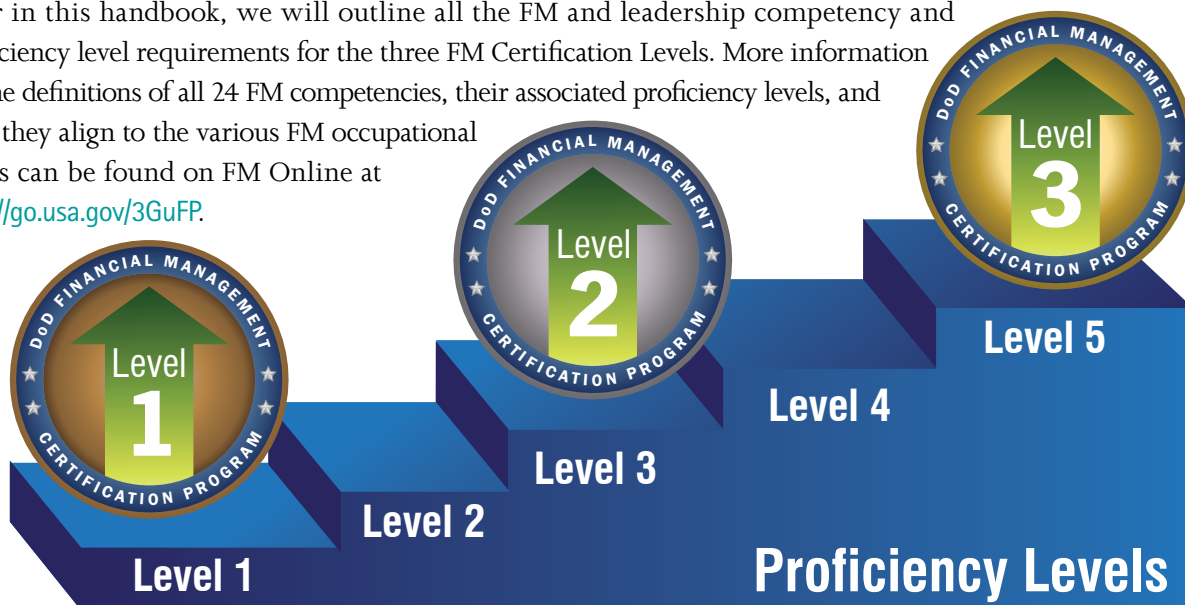 in this handbook, we will outline all the FM and leadership competency and
level requirements for the three FM Certification Levels. More information
definitions of all 24 FM competencies, their associated proficiency levels, and
they align to the various FM occupational
can be found on FM Online at
//go.usa.gov/3GuFP.
DoD FINANCIAL MANAGEMENT
Level
3
CERTIFICATION PROGRAM
DoD FINANCIAL MANAGEMENT
Level
2
CERTIFICATION PROGRAM
DoD FINANCIAL MANAGEMENT
Level
1
CERTIFICATION PROGRAM
Level 5
Level 4
Level 3
Level 2
Level 1
Proficiency Levels